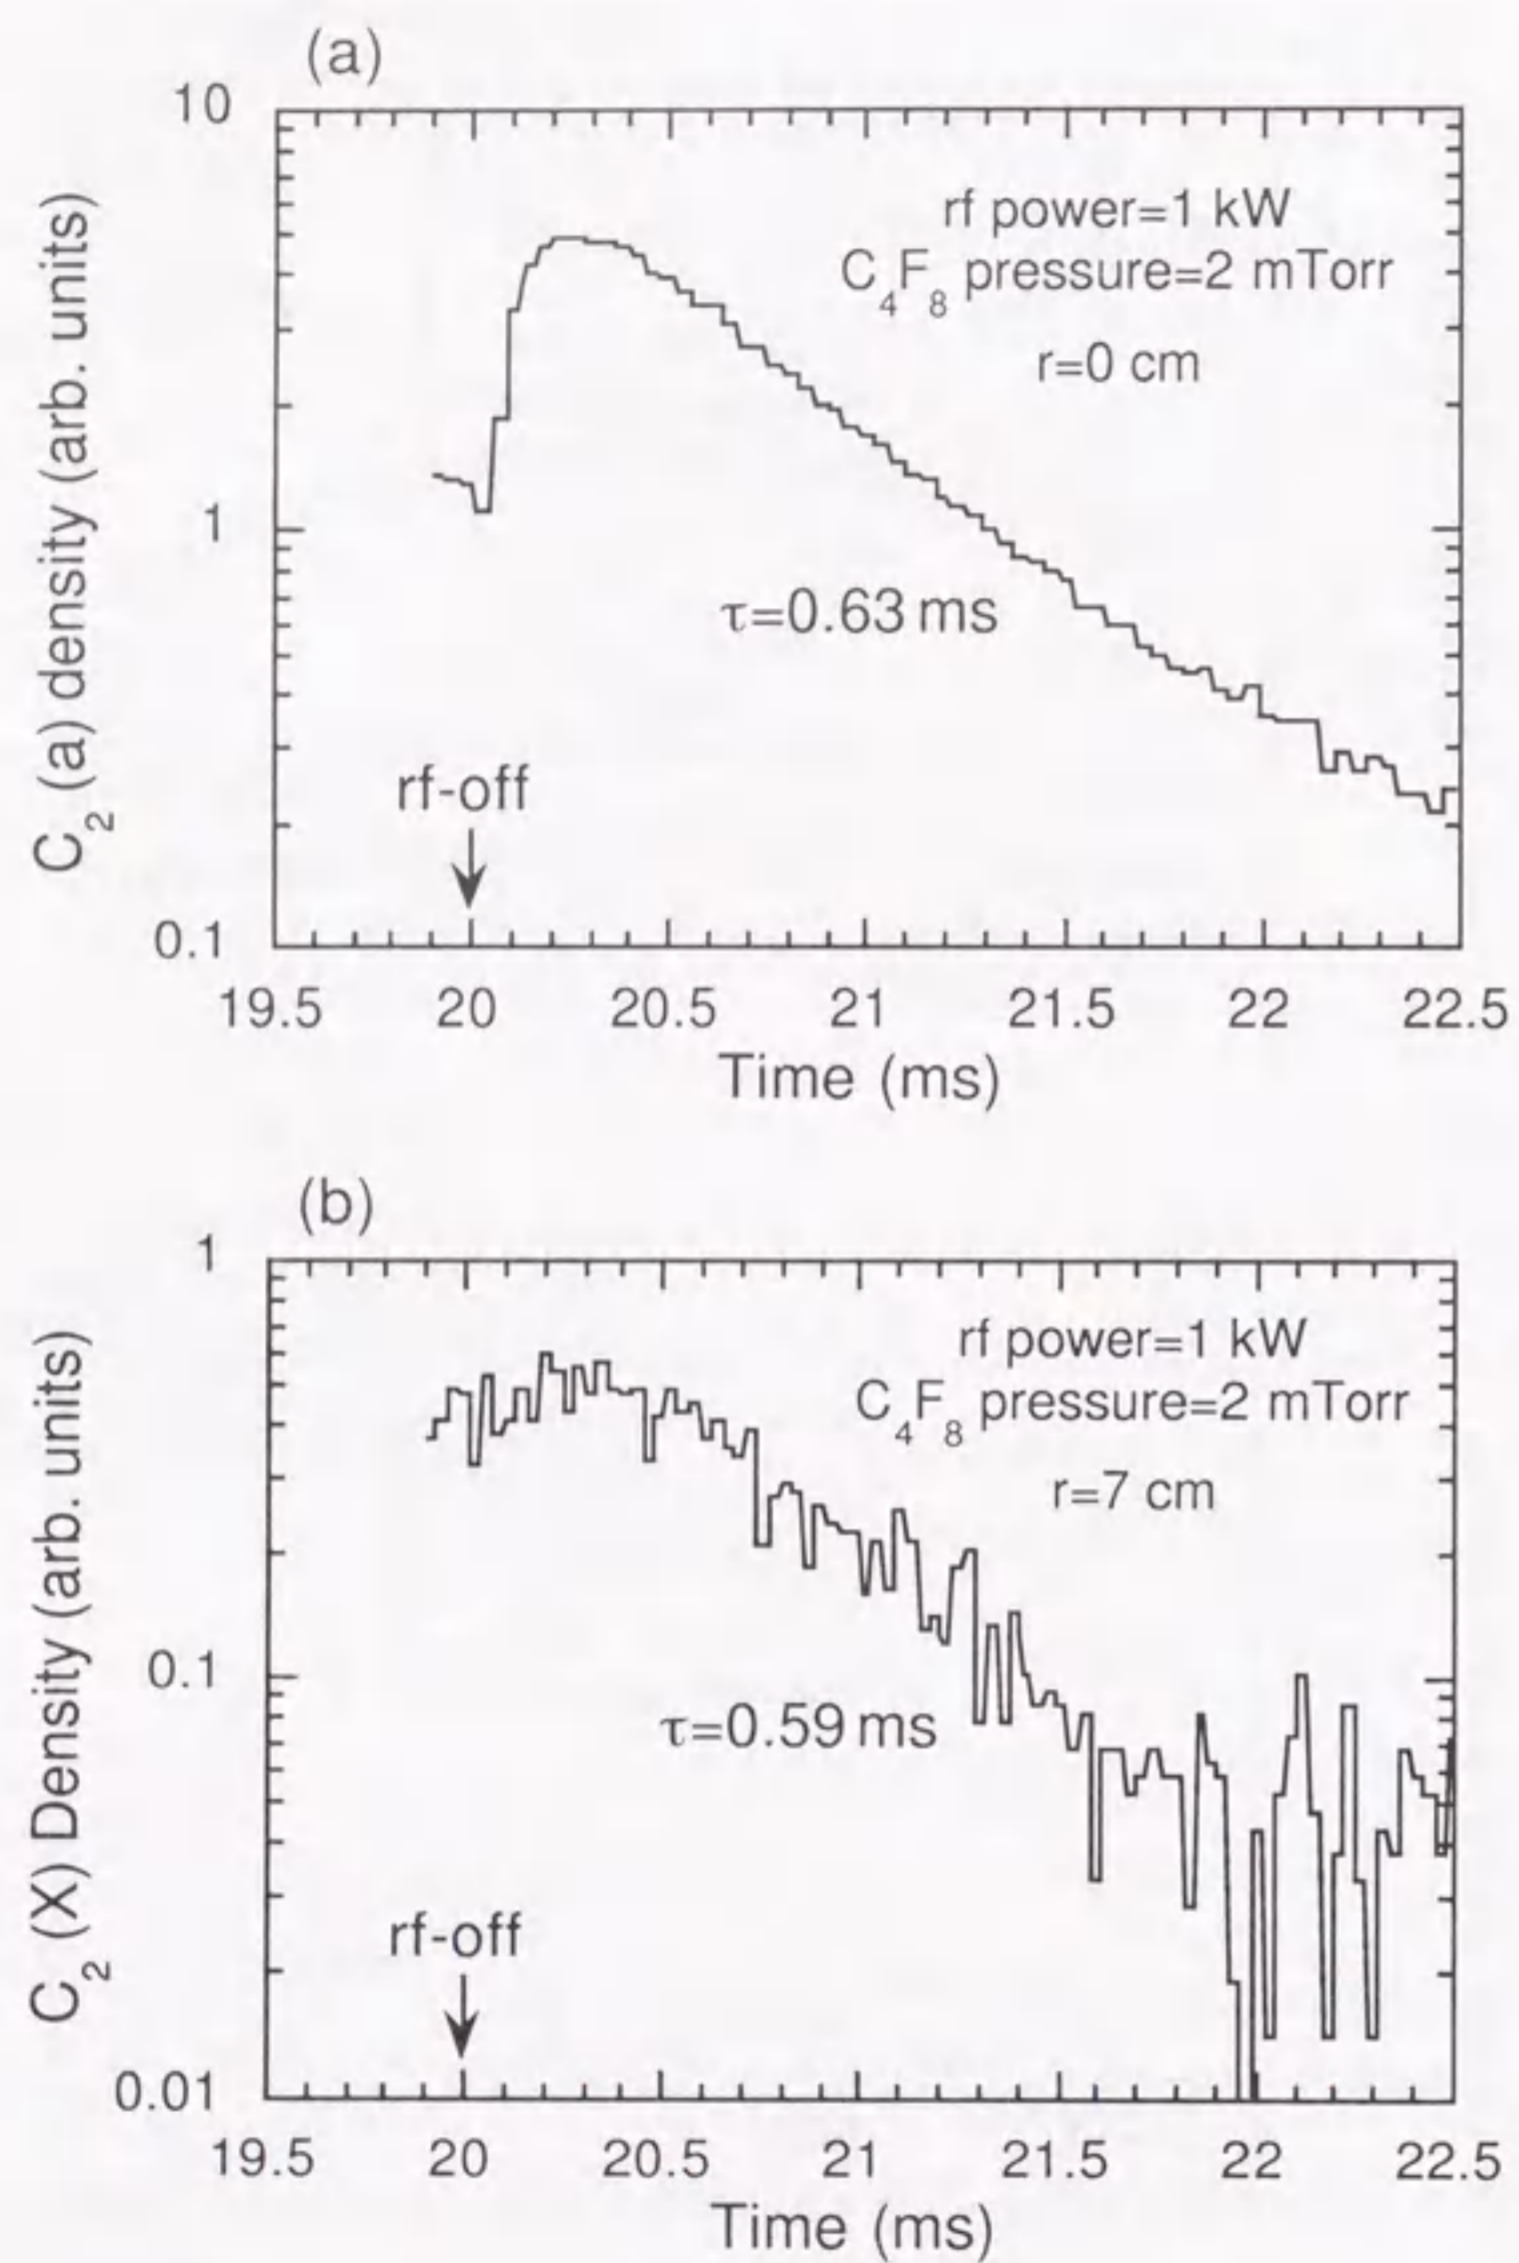 (a)
10
rf power=1 kW
C₄F₈ pressure=2 mTorr
r=0 cm
1
τ=0.63 ms
rf-off
0.1
C₂ (a) density (arb. units)
19.5 20 20.5 21 21.5 22 22.5
Time (ms)
(b)
1
rf power=1 kW
C₄F₈ pressure=2 mTorr
r=7 cm
0.1
τ=0.59 ms
rf-off
0.01
C₂ (X) Density (arb. units)
19.5 20 20.5 21 21.5 22 22.5
Time (ms)